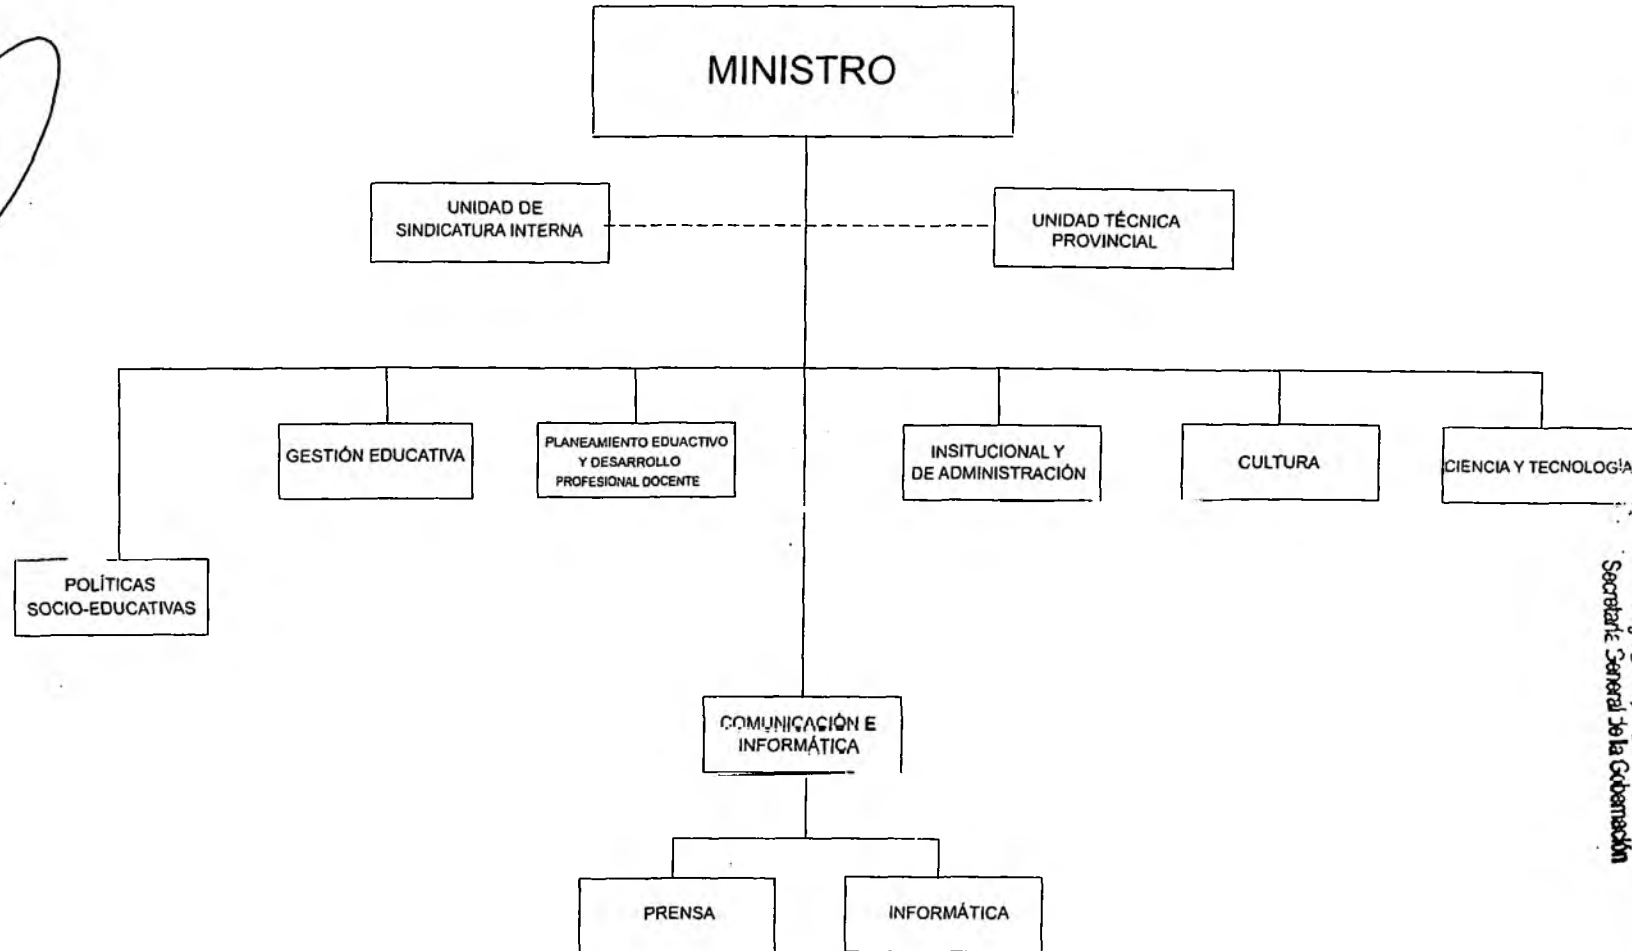 MINISTRO
UNIDAD DE
SINDICATURA INTERNA
UNIDAD TÉCNICA
PROVINCIAL
GESTIÓN EDUCATIVA
PLANEAMIENTO EDUACTIVO
Y DESARROLLO
PROFESIONAL DOCENTE
INSITUCIONAL Y
DE ADMINISTRACIÓN
CULTURA
CIENCIA Y TECNOLOGÍA
POLÍTICAS
SOCIO-EDUCATIVAS
COMUNICACIÓN E
INFORMÁTICA
PRENSA
INFORMÁTICA
Secretaría General de la Gobernación